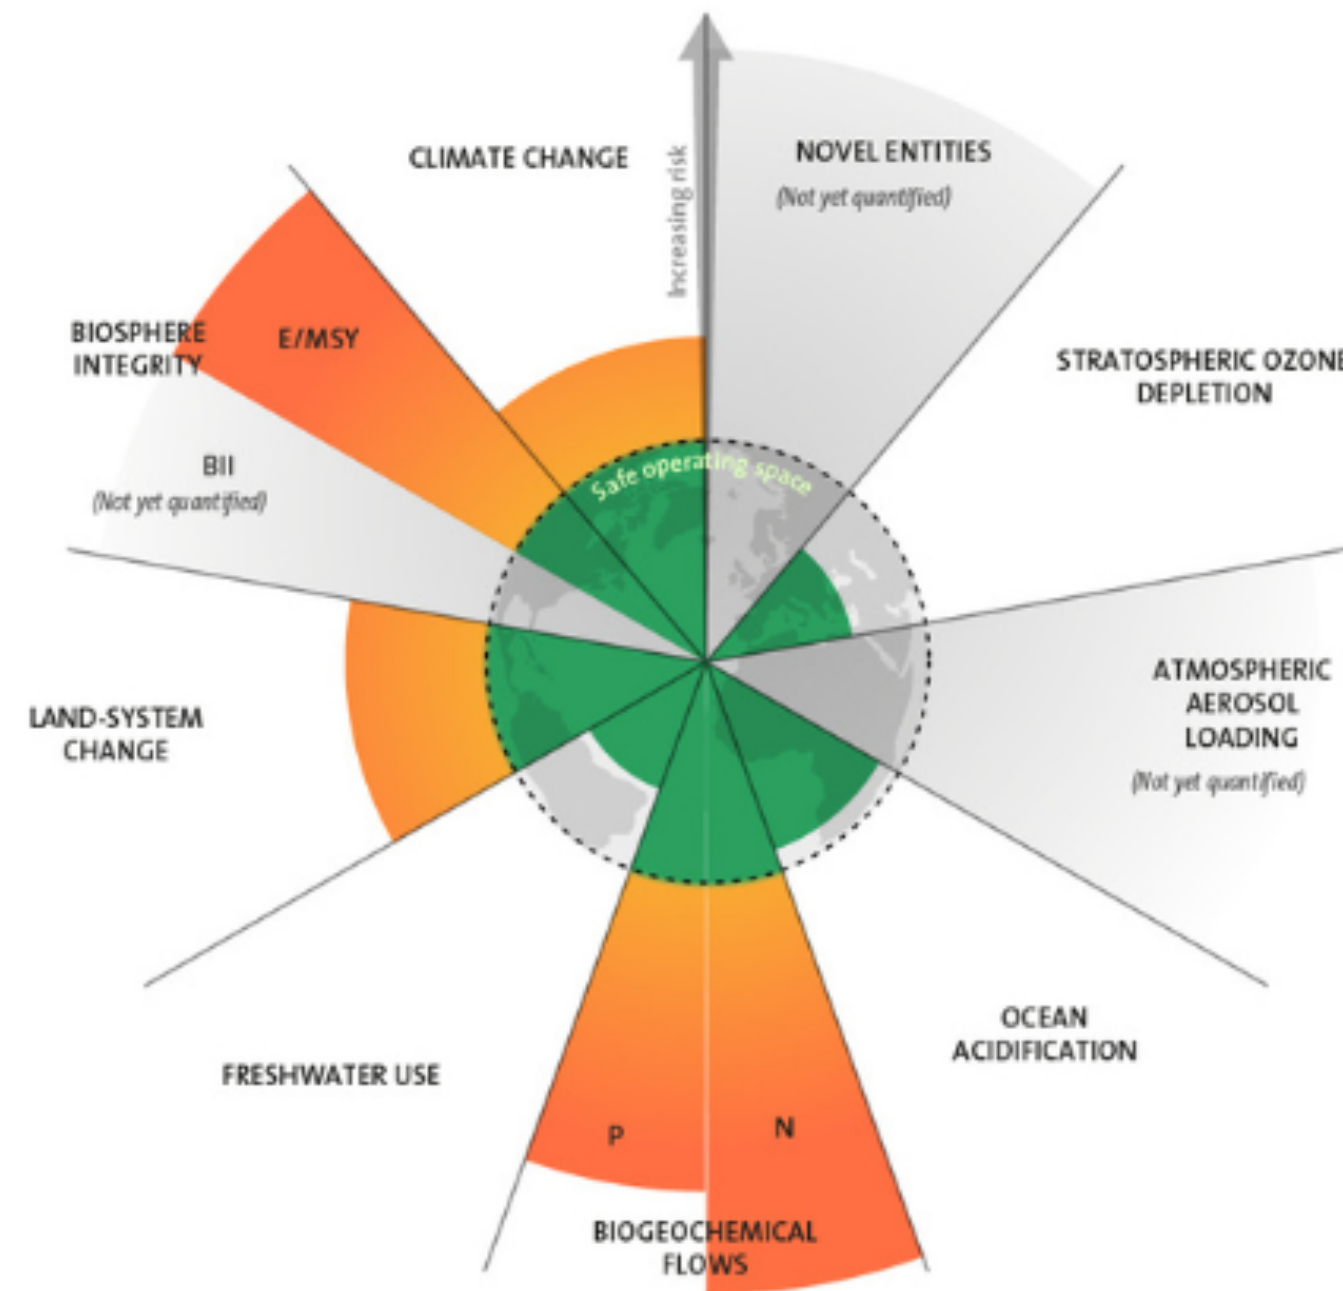 CLIMATE CHANGE
Increasing risk
NOVEL ENTITIES
(Not yet quantified)
STRATOSPHERIC OZONE
DEPLETION
ATMOSPHERIC
AEROSOL
LOADING
(Not yet quantified)
OCEAN
ACIDIFICATION
N
P
BIOGEOCHEMICAL
FLOWS
FRESHWATER USE
LAND-SYSTEM
CHANGE
BIOSPHERE
INTEGRITY
E/MSY
BII
(Not yet quantified)
Safe operating space